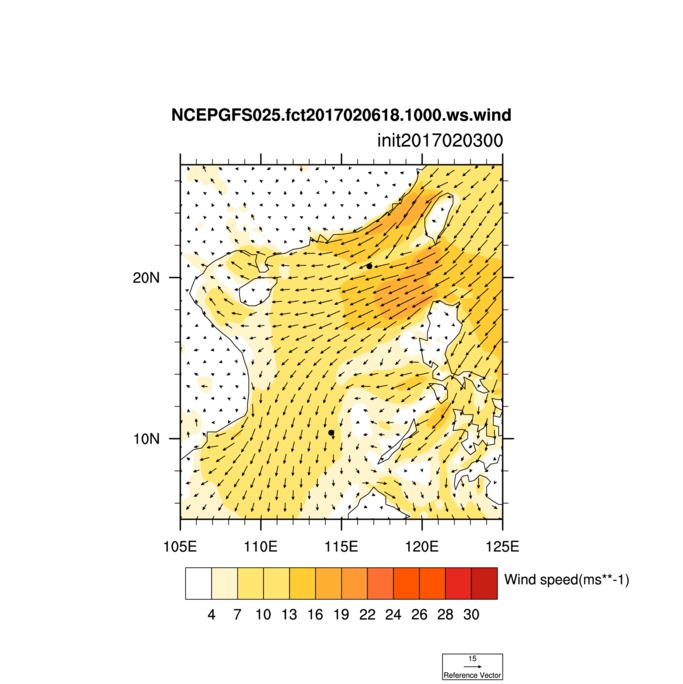 NCEPGFS025.fct2017020618.1000.ws.wind
init2017020300
20N
10N
105E 110E 115E 120E 125E
Wind speed(ms**-1)
4 7 10 13 16 19 22 24 26 28 30
15
Reference Vector